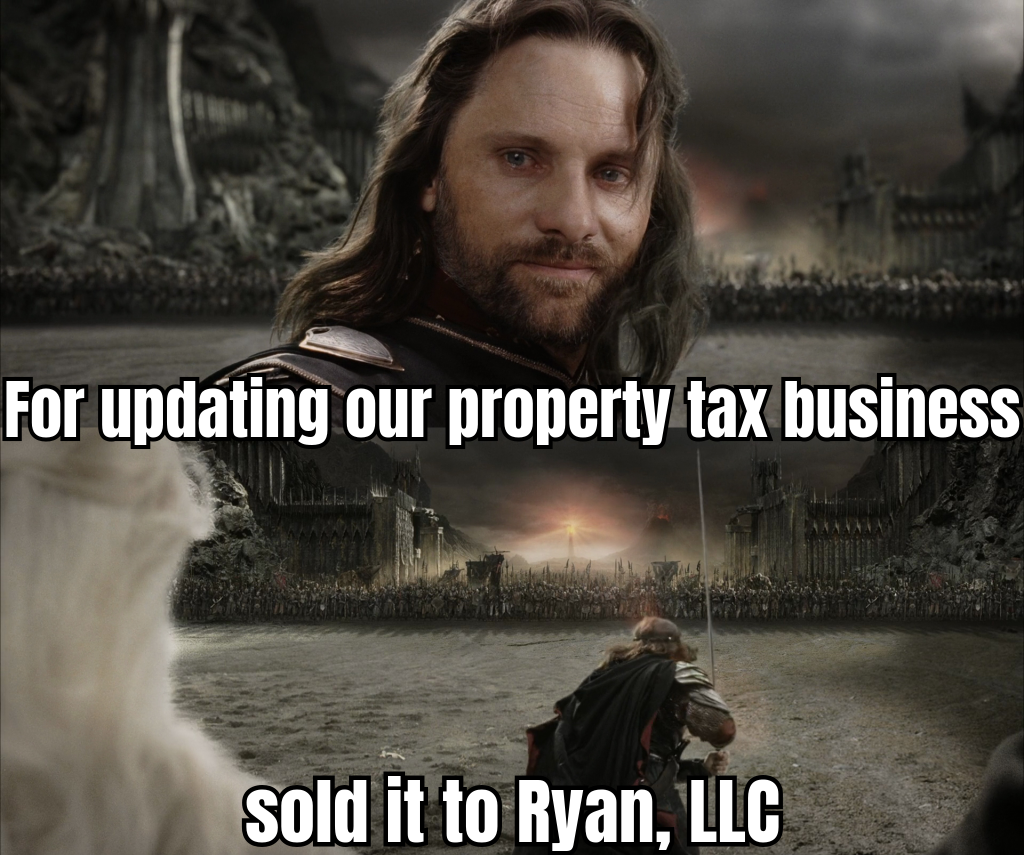 For updating our property tax business
sold it to Ryan, LLC